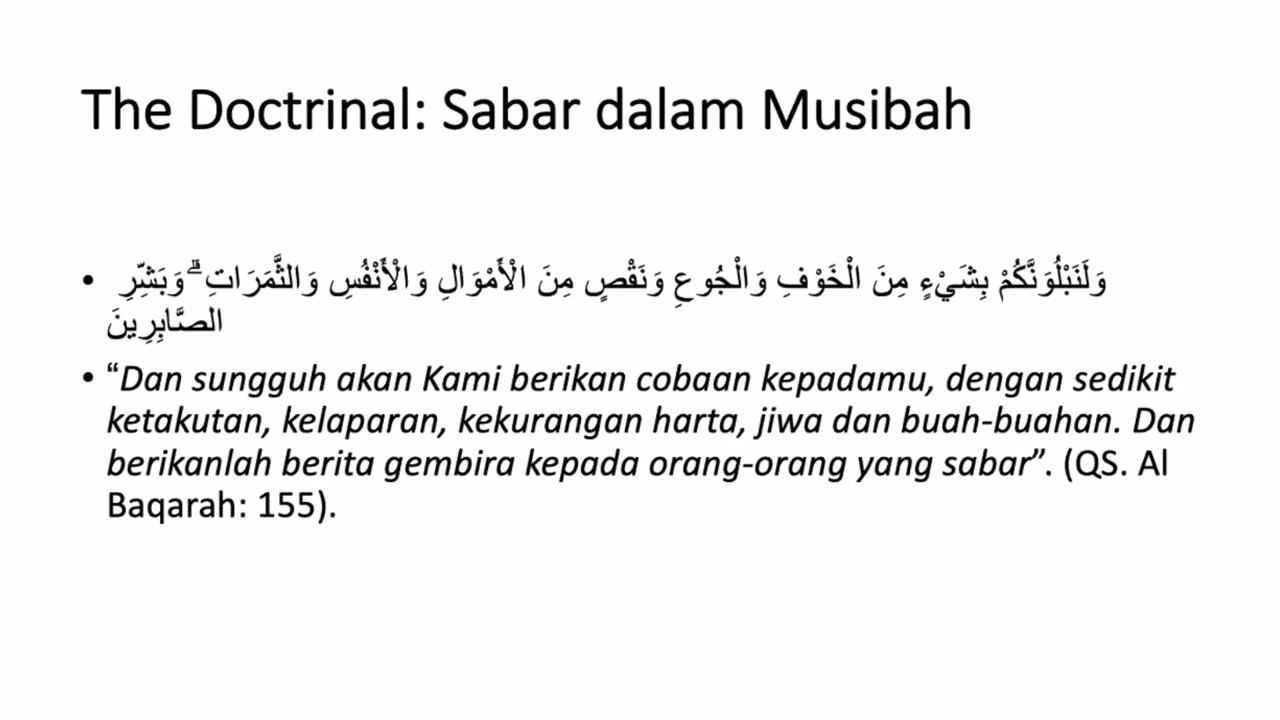 The Doctrinal: Sabar dalam Musibah
• وَلَنَبْلُوَنَّكُمْ بِشَيْءٍ مِنَ الْخَوْفِ وَالْجُوعِ وَنَقْصٍ مِنَ الْأَمْوَالِ وَالْأَنْفُسِ وَالثَّمَرَاتِ ۗ وَبَشِّرِ
الصَّابِرِينَ
• “Dan sungguh akan Kami berikan cobaan kepadamu, dengan sedikit
ketakutan, kelaparan, kekurangan harta, jiwa dan buah-buahan. Dan
berikanlah berita gembira kepada orang-orang yang sabar”. (QS. Al
Baqarah: 155).